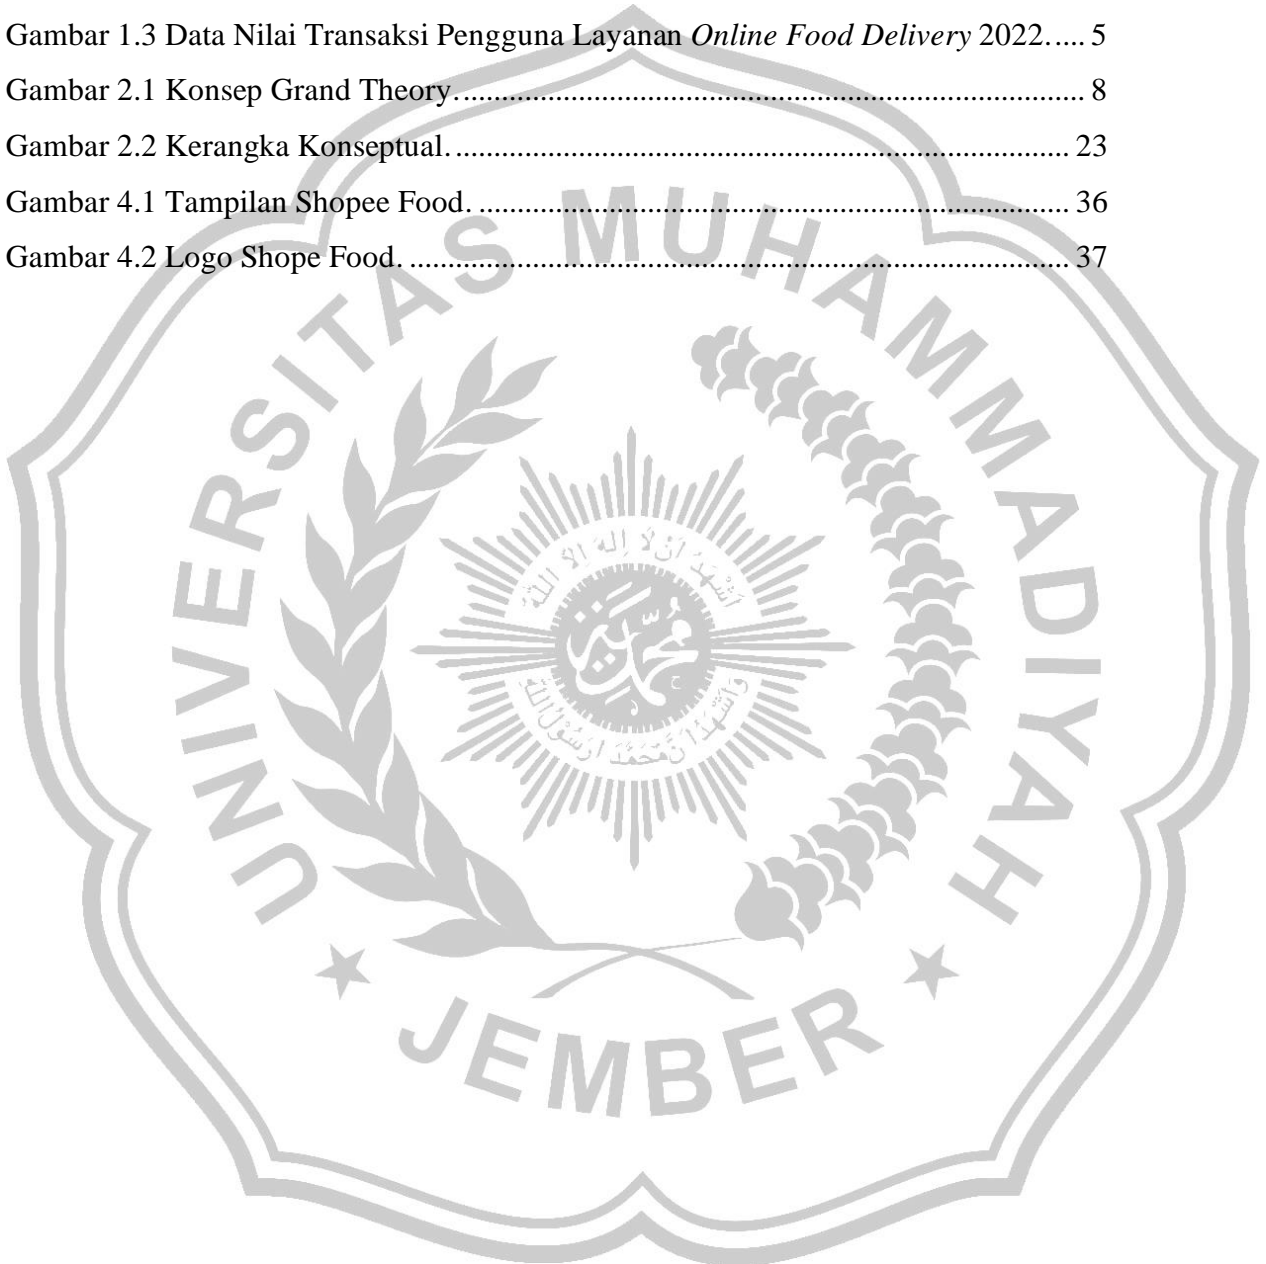 Gambar 1.3 Data Nilai Transaksi Pengguna Layanan Online Food Delivery 2022. .... 5
Gambar 2.1 Konsep Grand Theory. ................................................................................ 8
Gambar 2.2 Kerangka Konseptual. ............................................................................... 23
Gambar 4.1 Tampilan Shopee Food. ............................................................................ 36
Gambar 4.2 Logo Shope Food. ..................................................................................... 37
UNIVERSITAS MUHAMMADIYAH
JEMBER